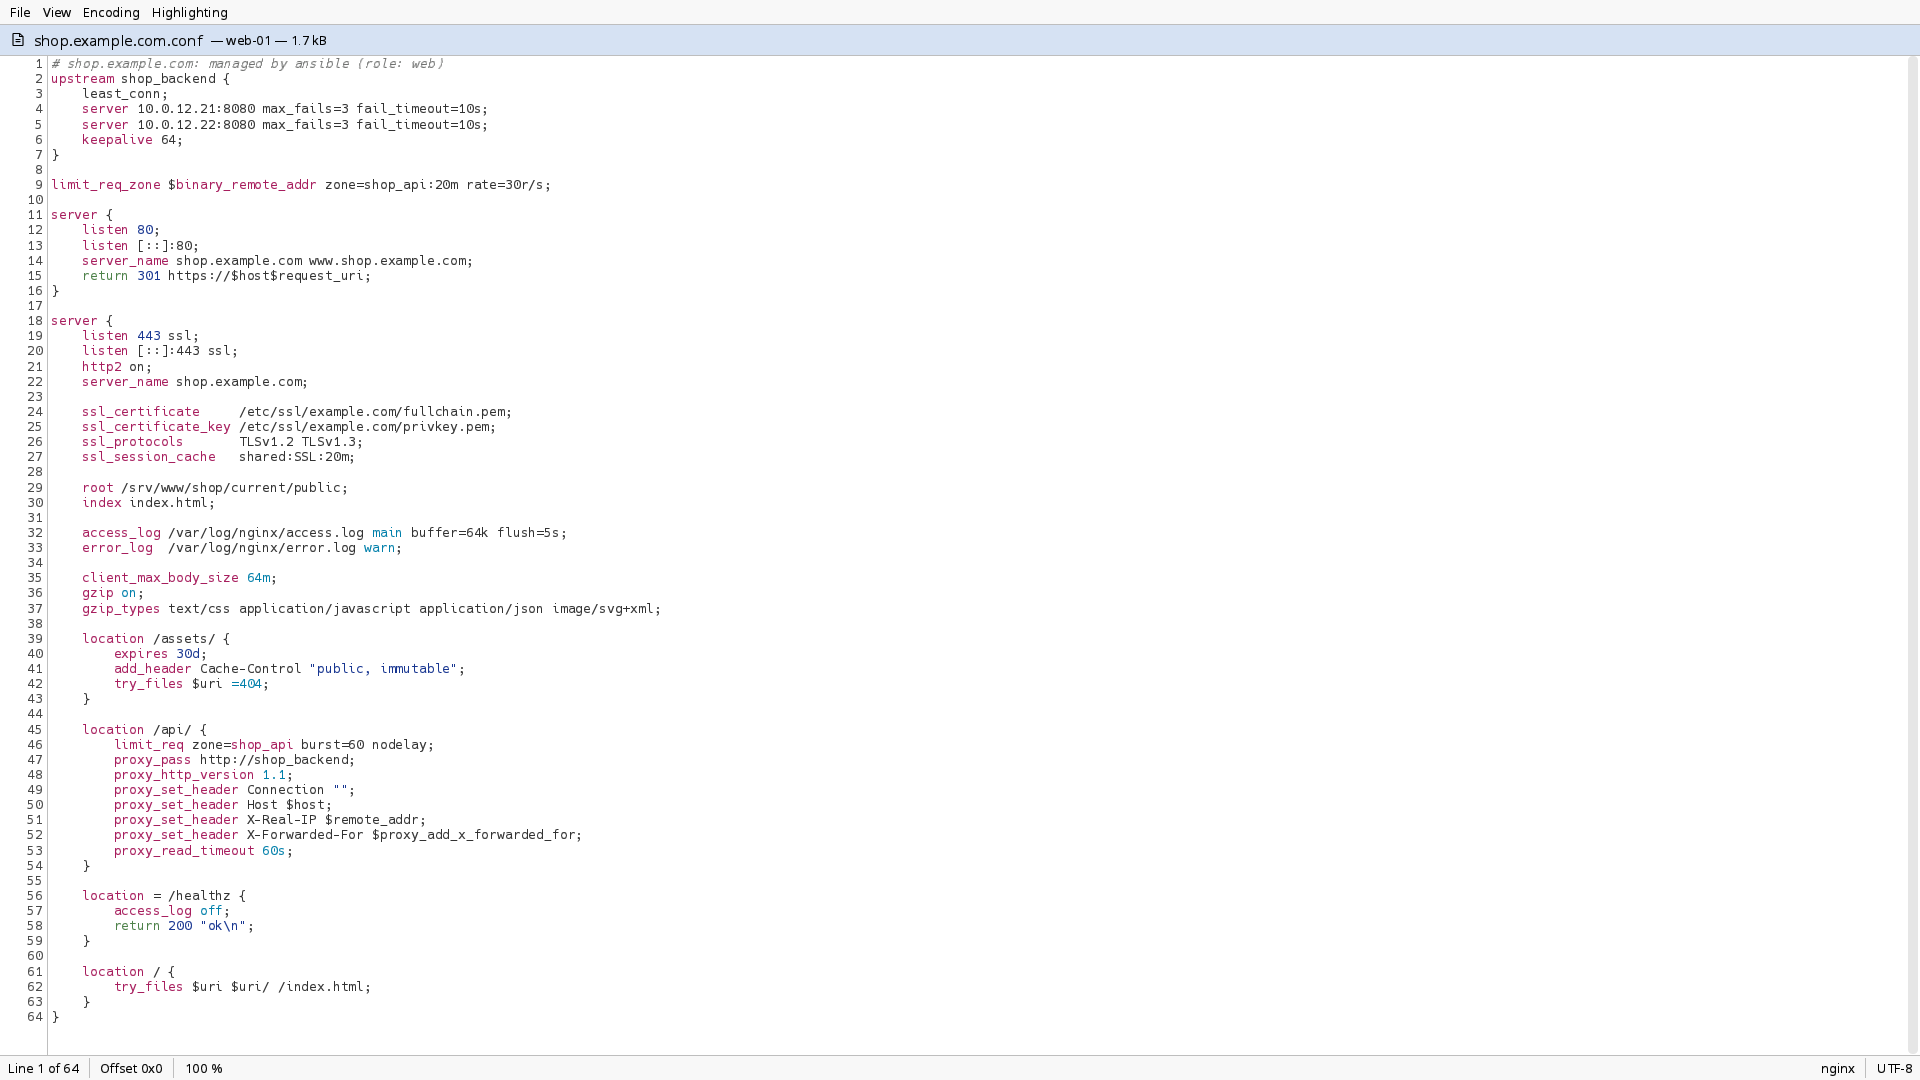 File View Encoding Highlighting
shop.example.com.conf — web-01 — 1.7 kB
1 # shop.example.com: managed by ansible (role: web)
2 upstream shop_backend {
3     least_conn;
4     server 10.0.12.21:8080 max_fails=3 fail_timeout=10s;
5     server 10.0.12.22:8080 max_fails=3 fail_timeout=10s;
6     keepalive 64;
7 }
8
9 limit_req_zone $binary_remote_addr zone=shop_api:20m rate=30r/s;
10
11 server {
12     listen 80;
13     listen [::]:80;
14     server_name shop.example.com www.shop.example.com;
15     return 301 https://$host$request_uri;
16 }
17
18 server {
19     listen 443 ssl;
20     listen [::]:443 ssl;
21     http2 on;
22     server_name shop.example.com;
23
24     ssl_certificate     /etc/ssl/example.com/fullchain.pem;
25     ssl_certificate_key /etc/ssl/example.com/privkey.pem;
26     ssl_protocols       TLSv1.2 TLSv1.3;
27     ssl_session_cache   shared:SSL:20m;
28
29     root /srv/www/shop/current/public;
30     index index.html;
31
32     access_log /var/log/nginx/access.log main buffer=64k flush=5s;
33     error_log  /var/log/nginx/error.log warn;
34
35     client_max_body_size 64m;
36     gzip on;
37     gzip_types text/css application/javascript application/json image/svg+xml;
38
39     location /assets/ {
40         expires 30d;
41         add_header Cache-Control "public, immutable";
42         try_files $uri =404;
43     }
44
45     location /api/ {
46         limit_req zone=shop_api burst=60 nodelay;
47         proxy_pass http://shop_backend;
48         proxy_http_version 1.1;
49         proxy_set_header Connection "";
50         proxy_set_header Host $host;
51         proxy_set_header X-Real-IP $remote_addr;
52         proxy_set_header X-Forwarded-For $proxy_add_x_forwarded_for;
53         proxy_read_timeout 60s;
54     }
55
56     location = /healthz {
57         access_log off;
58         return 200 "ok\n";
59     }
60
61     location / {
62         try_files $uri $uri/ /index.html;
63     }
64 }
Line 1 of 64 Offset 0x0 100 % nginx UTF-8